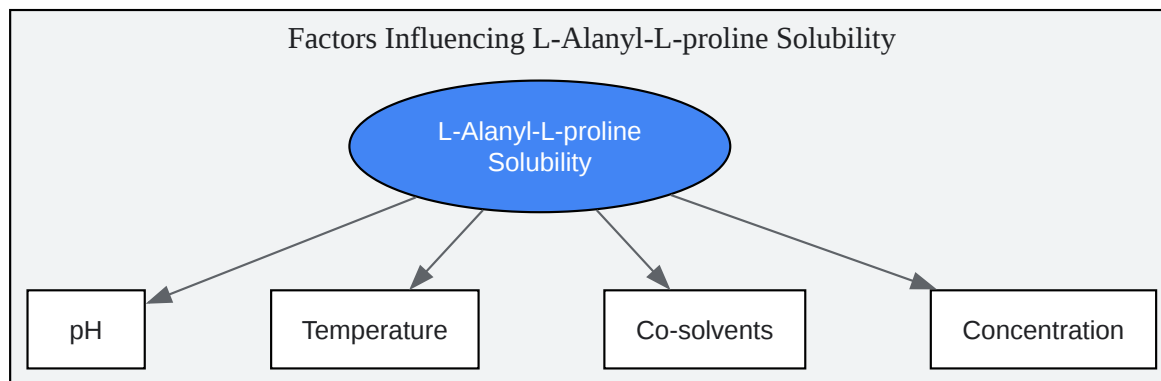 Factors Influencing L-Alanyl-L-proline Solubility
L-Alanyl-L-proline
Solubility
pH
Temperature
Co-solvents
Concentration